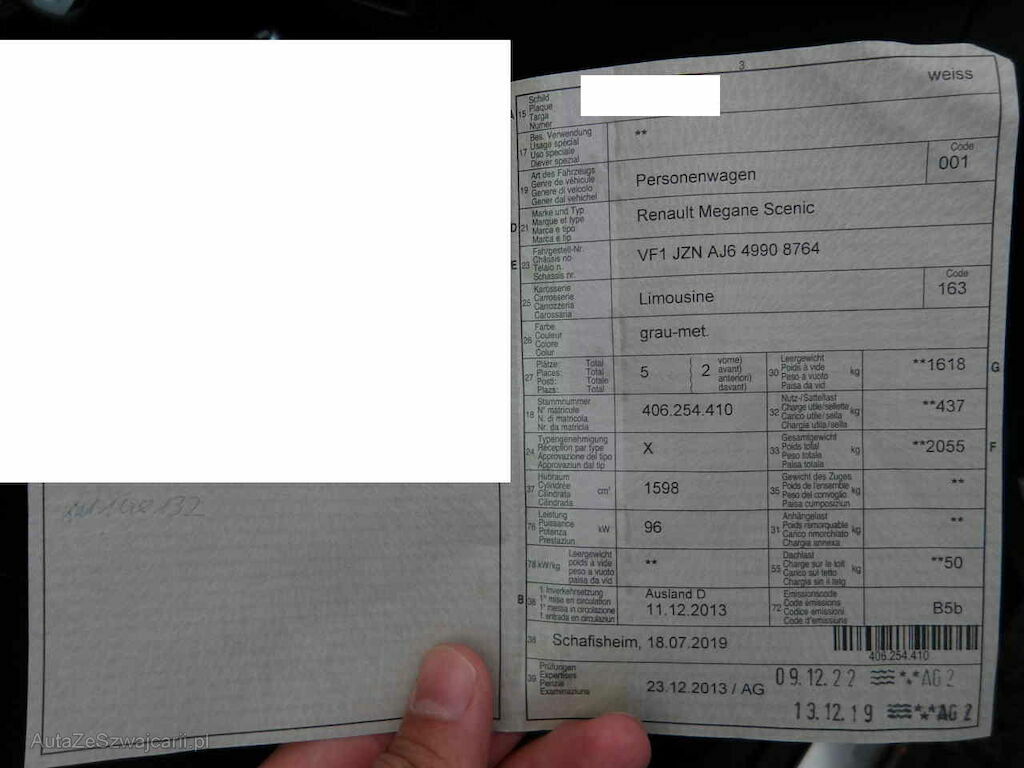 3
weiss
A 15 Schild
Plaque
Targa
Numer
17 Bes. Verwendung
Usage spécial
Uso speciale
Diever spezial
**
19 Art des Fahrzeugs
Genre de véhicule
Genere di veicolo
Gener dal vehichel
Personenwagen
Code
001
D 21 Marke und Typ
Marque et type
Marca e tipo
Marca e tip
Renault Megane Scenic
E 23 Fahrgestell-Nr.
Châssis no
Telaio n.
Schassis nr.
VF1 JZN AJ6 4990 8764
25 Karosserie
Carrosserie
Carrozzeria
Carossaria
Limousine
Code
163
26 Farbe
Couleur
Colore
Colur
grau-met.
27 Plätze: Total
Places: Total
Posti: Totale
Plazs: Total
5 2 vorne)
avant)
anteriori)
davant)
30 Leergewicht
Poids à vide
Peso a vuoto
Paisa da vid
kg
**1618 G
18 Stammnummer
N° matricule
N. di matricola
Nr. da matricla
406.254.410
32 Nutz-/Sattellast
Charge utile/sellette
Carico utile/sella
Chargia utila/sella
kg
**437
24 Typengenehmigung
Réception par type
Approvazione del tipo
Approvaziun dal tip
X
33 Gesamtgewicht
Poids total
Peso totale
Paisa totala
kg
**2055 F
37 Hubraum
Cylindrée
Cilindrata
Cilindrada
cm³
1598
35 Gewicht des Zuges
Poids de l'ensemble
Peso del convoglio
Paisa cumposiziun
kg
**
76 Leistung
Puissance
Potenza
Prestaziun
kW
96
31 Anhängelast
Poids remorquable
Carico rimorchiato
Chargia annexa
kg
**
78 kW/kg Leergewicht
poids à vide
peso a vuoto
paisa da vid
**
55 Dachlast
Charge sur le toit
Carico sul tetto
Chargia sin il tetg
kg
**50
B 36 1. Inverkehrsetzung
1re mise en circulation
1a messa in circolazione
1. entrada en circulaziun
Ausland D
11.12.2013
72 Emissionscode
Code émissions
Codice emissioni
Code d'emissiuns
B5b
38 Schafisheim, 18.07.2019
406.254.410
39 Prüfungen
Expertises
Perizie
Examinaziuns
23.12.2013 / AG
09.12.22 AG 2
13.12.19 AG 2
AutaZeSzwajcarii.pl